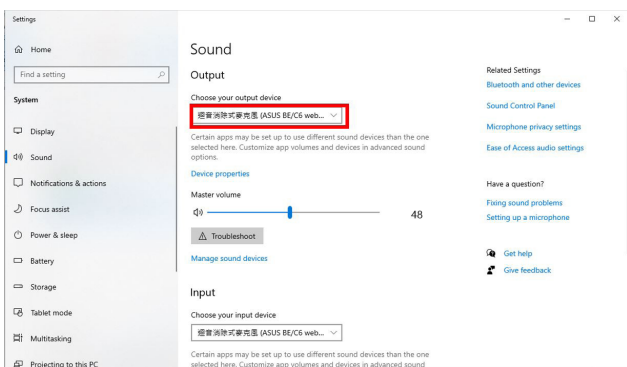 Settings
Home
Find a setting
System
Display
Sound
Notifications & actions
Focus assist
Power & sleep
Battery
Storage
Tablet mode
Multitasking
Projecting to this PC
Sound
Output
Choose your output device
迴音消除式麥克風 (ASUS BE/C6 web...
Certain apps may be set up to use different sound devices than the one
selected here. Customize app volumes and devices in advanced sound
options.
Device properties
Master volume
48
Troubleshoot
Manage sound devices
Input
Choose your input device
迴音消除式麥克風 (ASUS BE/C6 web...
Certain apps may be set up to use different sound devices than the one
selected here. Customize app volumes and devices in advanced sound
Related Settings
Bluetooth and other devices
Sound Control Panel
Microphone privacy settings
Ease of Access audio settings
Have a question?
Fixing sound problems
Setting up a microphone
Get help
Give feedback